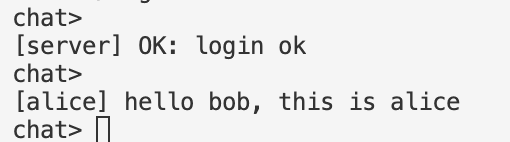 chat>
[server] OK: login ok
chat>
[alice] hello bob, this is alice
chat>